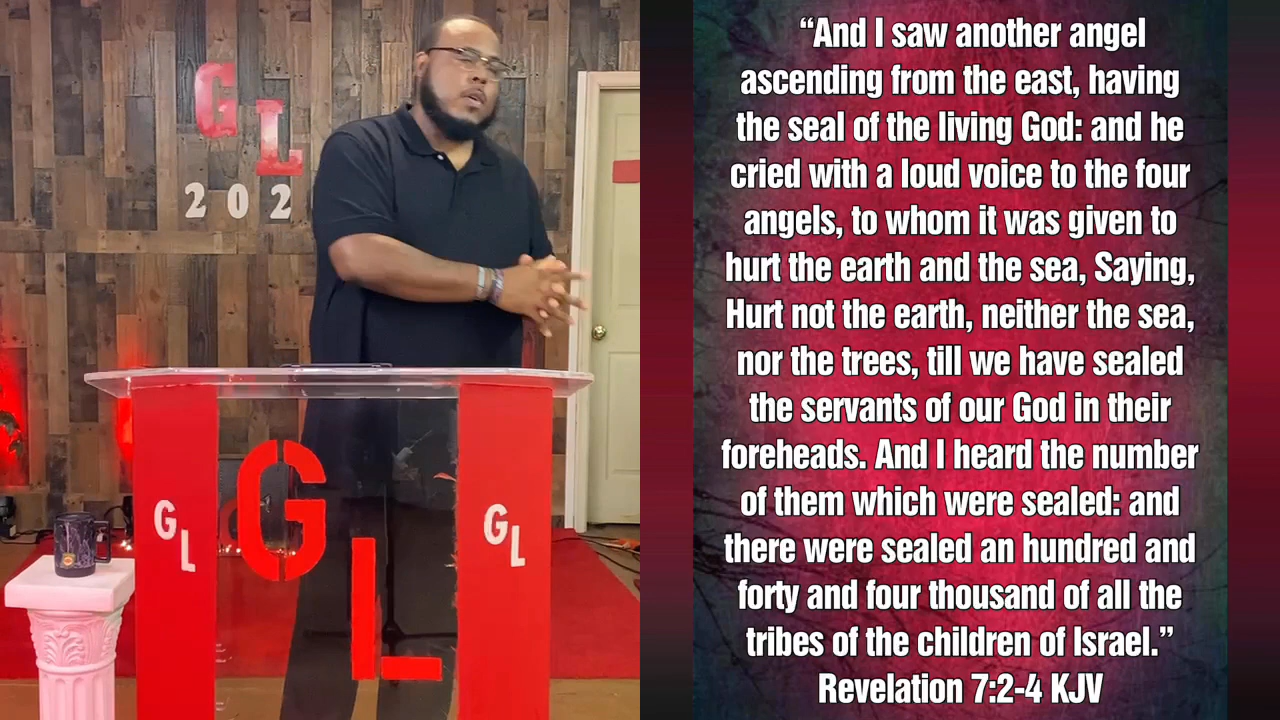 G
L
202
G
L
G
L
G
L
“And I saw another angel
ascending from the east, having
the seal of the living God: and he
cried with a loud voice to the four
angels, to whom it was given to
hurt the earth and the sea, Saying,
Hurt not the earth, neither the sea,
nor the trees, till we have sealed
the servants of our God in their
foreheads. And I heard the number
of them which were sealed: and
there were sealed an hundred and
forty and four thousand of all the
tribes of the children of Israel.”
Revelation 7:2-4 KJV